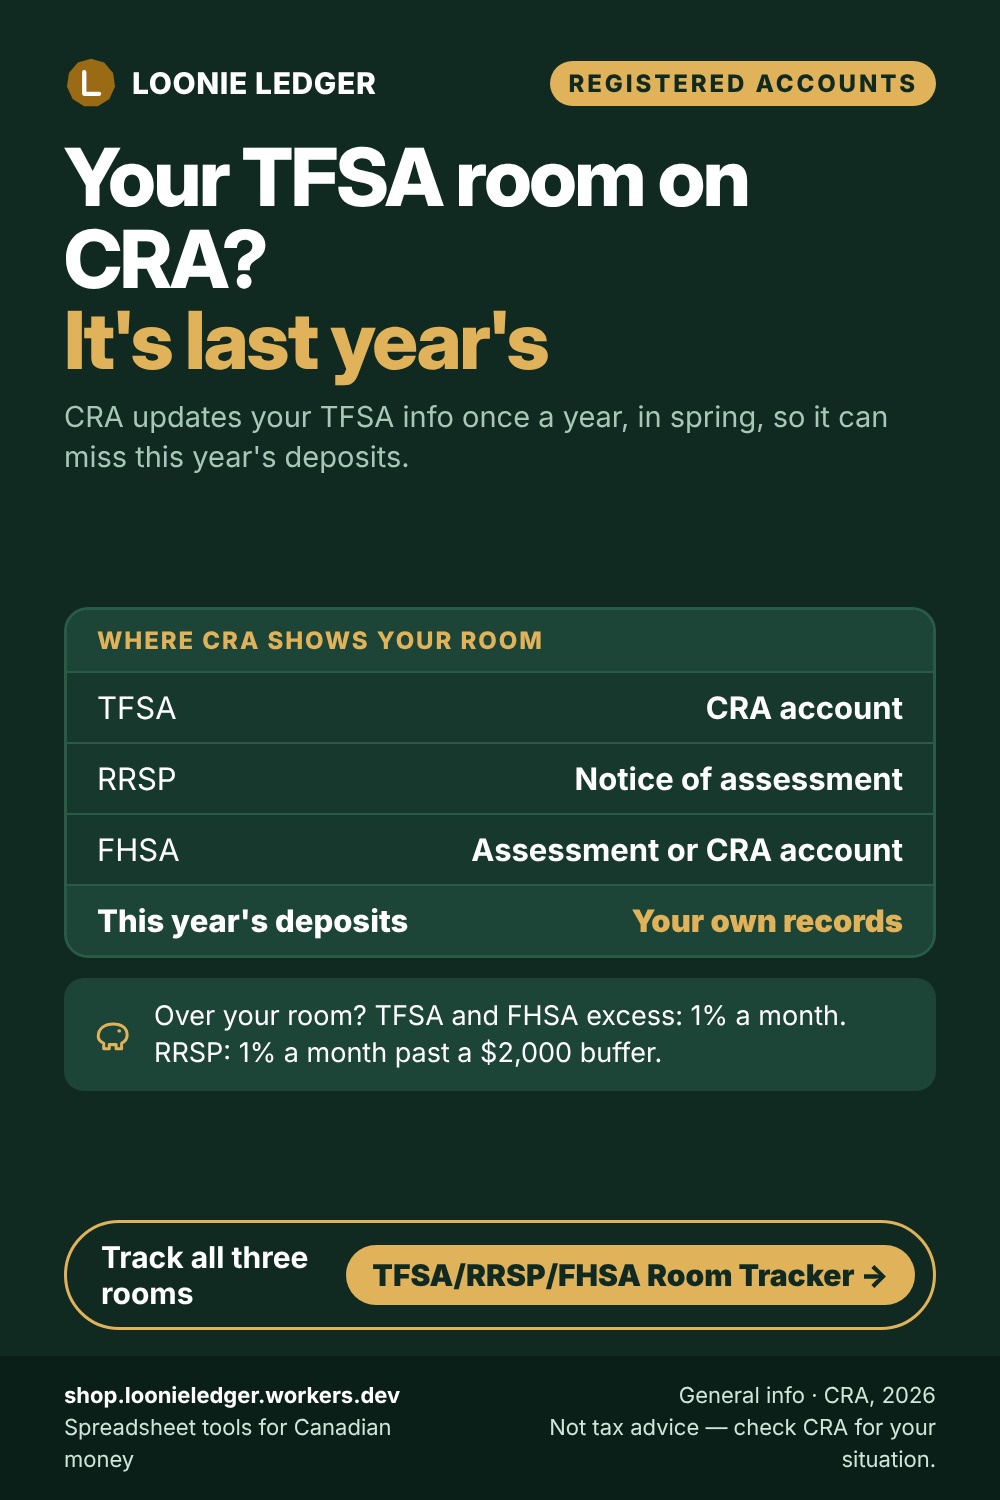 L LOONIE LEDGER
REGISTERED ACCOUNTS
Your TFSA room on
CRA?
It's last year's
CRA updates your TFSA info once a year, in spring, so it can
miss this year's deposits.
WHERE CRA SHOWS YOUR ROOM
TFSA CRA account
RRSP Notice of assessment
FHSA Assessment or CRA account
This year's deposits Your own records
Over your room? TFSA and FHSA excess: 1% a month.
RRSP: 1% a month past a $2,000 buffer.
Track all three
rooms
TFSA/RRSP/FHSA Room Tracker →
shop.loonieledger.workers.dev
Spreadsheet tools for Canadian
money
General info · CRA, 2026
Not tax advice — check CRA for your
situation.